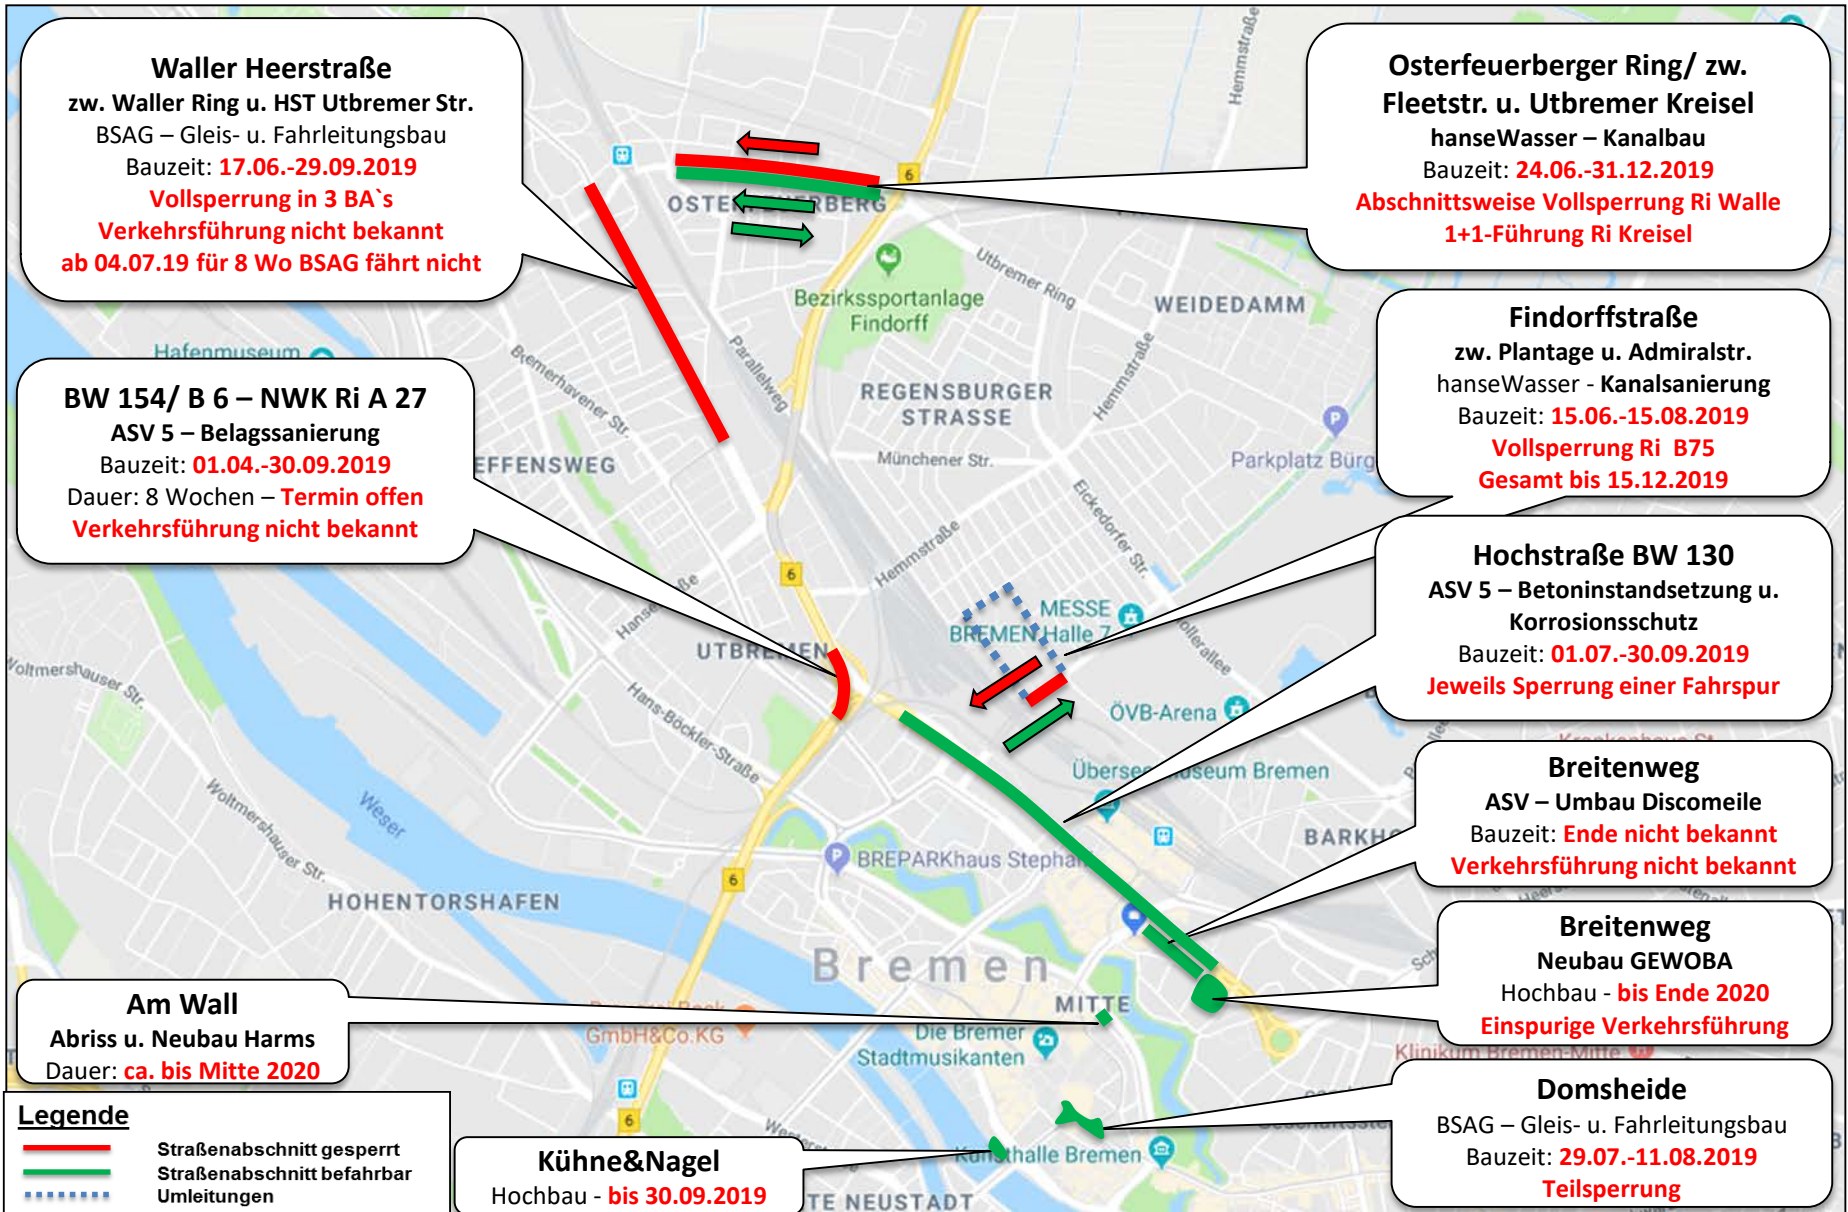 Waller Heerstraße
zw. Waller Ring u. HST Utbremer Str.
BSAG – Gleis- u. Fahrleitungsbau
Bauzeit: 17.06.-29.09.2019
Vollsperrung in 3 BA`s
Verkehrsführung nicht bekannt
ab 04.07.19 für 8 Wo BSAG fährt nicht
Osterfeuerberger Ring/ zw.
Fleetstr. u. Utbremer Kreisel
hanseWasser – Kanalbau
Bauzeit: 24.06.-31.12.2019
Abschnittsweise Vollsperrung Ri Walle
1+1-Führung Ri Kreisel
Findorffstraße
zw. Plantage u. Admiralstr.
hanseWasser - Kanalsanierung
Bauzeit: 15.06.-15.08.2019
Vollsperrung Ri B75
Gesamt bis 15.12.2019
BW 154/ B 6 – NWK Ri A 27
ASV 5 – Belagssanierung
Bauzeit: 01.04.-30.09.2019
Dauer: 8 Wochen – Termin offen
Verkehrsführung nicht bekannt
Hochstraße BW 130
ASV 5 – Betoninstandsetzung u.
Korrosionsschutz
Bauzeit: 01.07.-30.09.2019
Jeweils Sperrung einer Fahrspur
Breitenweg
ASV – Umbau Discomeile
Bauzeit: Ende nicht bekannt
Verkehrsführung nicht bekannt
Breitenweg
Neubau GEWOBA
Hochbau - bis Ende 2020
Einspurige Verkehrsführung
Am Wall
Abriss u. Neubau Harms
Dauer: ca. bis Mitte 2020
Domsheide
BSAG – Gleis- u. Fahrleitungsbau
Bauzeit: 29.07.-11.08.2019
Teilsperrung
Kühne&Nagel
Hochbau - bis 30.09.2019
Legende
Straßenabschnitt gesperrt
Straßenabschnitt befahrbar
Umleitungen
Hemmstraße
6
Utbremer Ring
Bezirkssportanlage
Findorff
WEIDEDAMM
Hafenmuseum
Bremerhavener Str.
Parallelweg
REGENSBURGER
STRASSE
Hemmstraße
Münchener Str.
Parkplatz Bürg
EFFENSWEG
Eickedorfer Str.
Hemmstraße
6
MESSE
BREMEN Halle 7
UTBREMEN
Woltmershauser Str.
Hans-Böckler-Straße
ÖVB-Arena
Woltmershauser Str.
Weser
BREPARKhaus Stephan
6
HOHENTORSHAFEN
Bremen
MITTE
GmbH&Co.KG
Die Bremer
Stadtmusikanten
Klinikum Bremen-Mitte
6
Kunsthalle Bremen
TE NEUSTADT